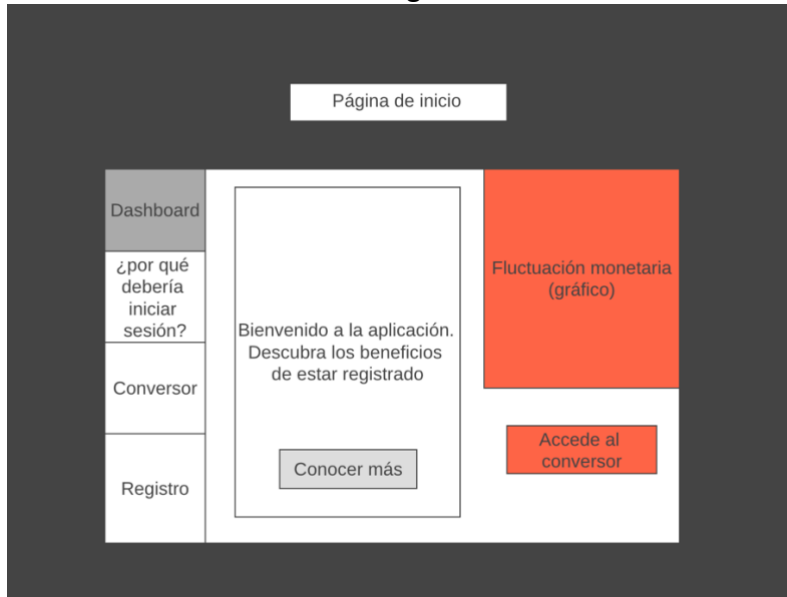 Página de inicio
Dashboard
¿por qué
debería
iniciar
sesión?
Conversor
Registro
Bienvenido a la aplicación.
Descubra los beneficios
de estar registrado
Conocer más
Fluctuación monetaria
(gráfico)
Accede al
conversor